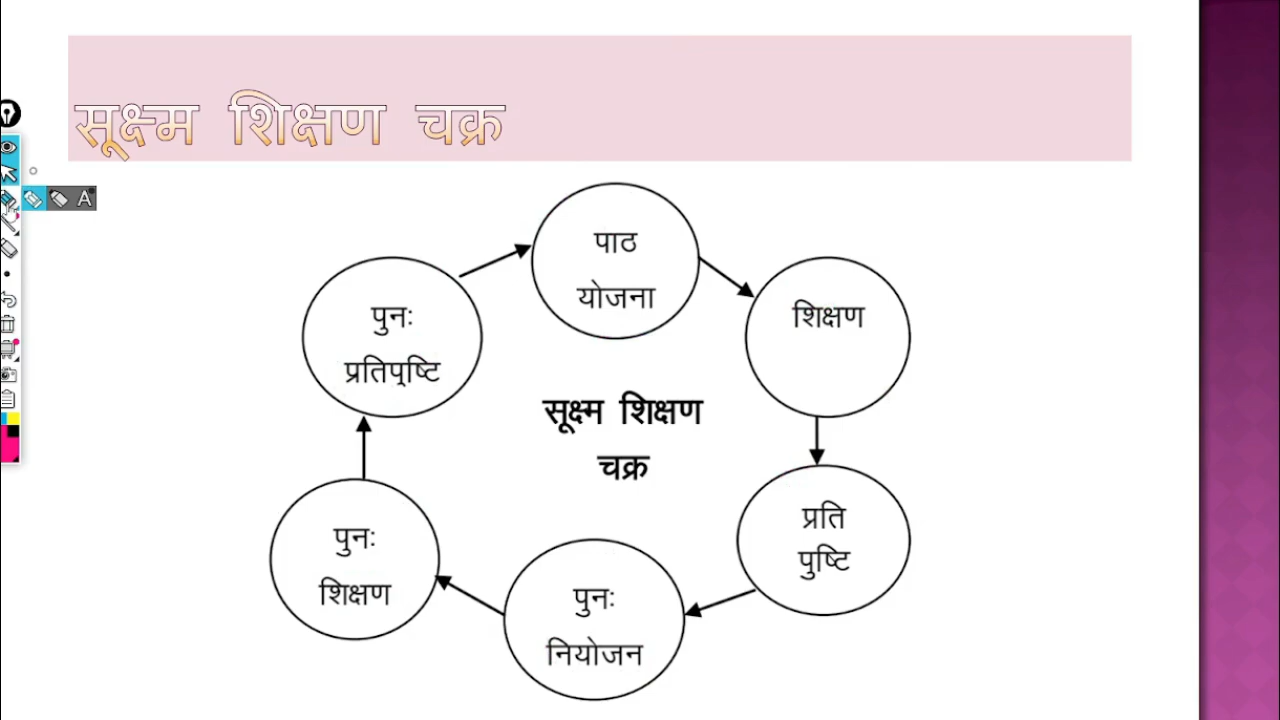 सूक्ष्म शिक्षण चक्र
A
पाठ
योजना
शिक्षण
प्रति
पुष्टि
पुनः
नियोजन
पुनः
शिक्षण
पुनः
प्रतिपुष्टि
सूक्ष्म शिक्षण
चक्र